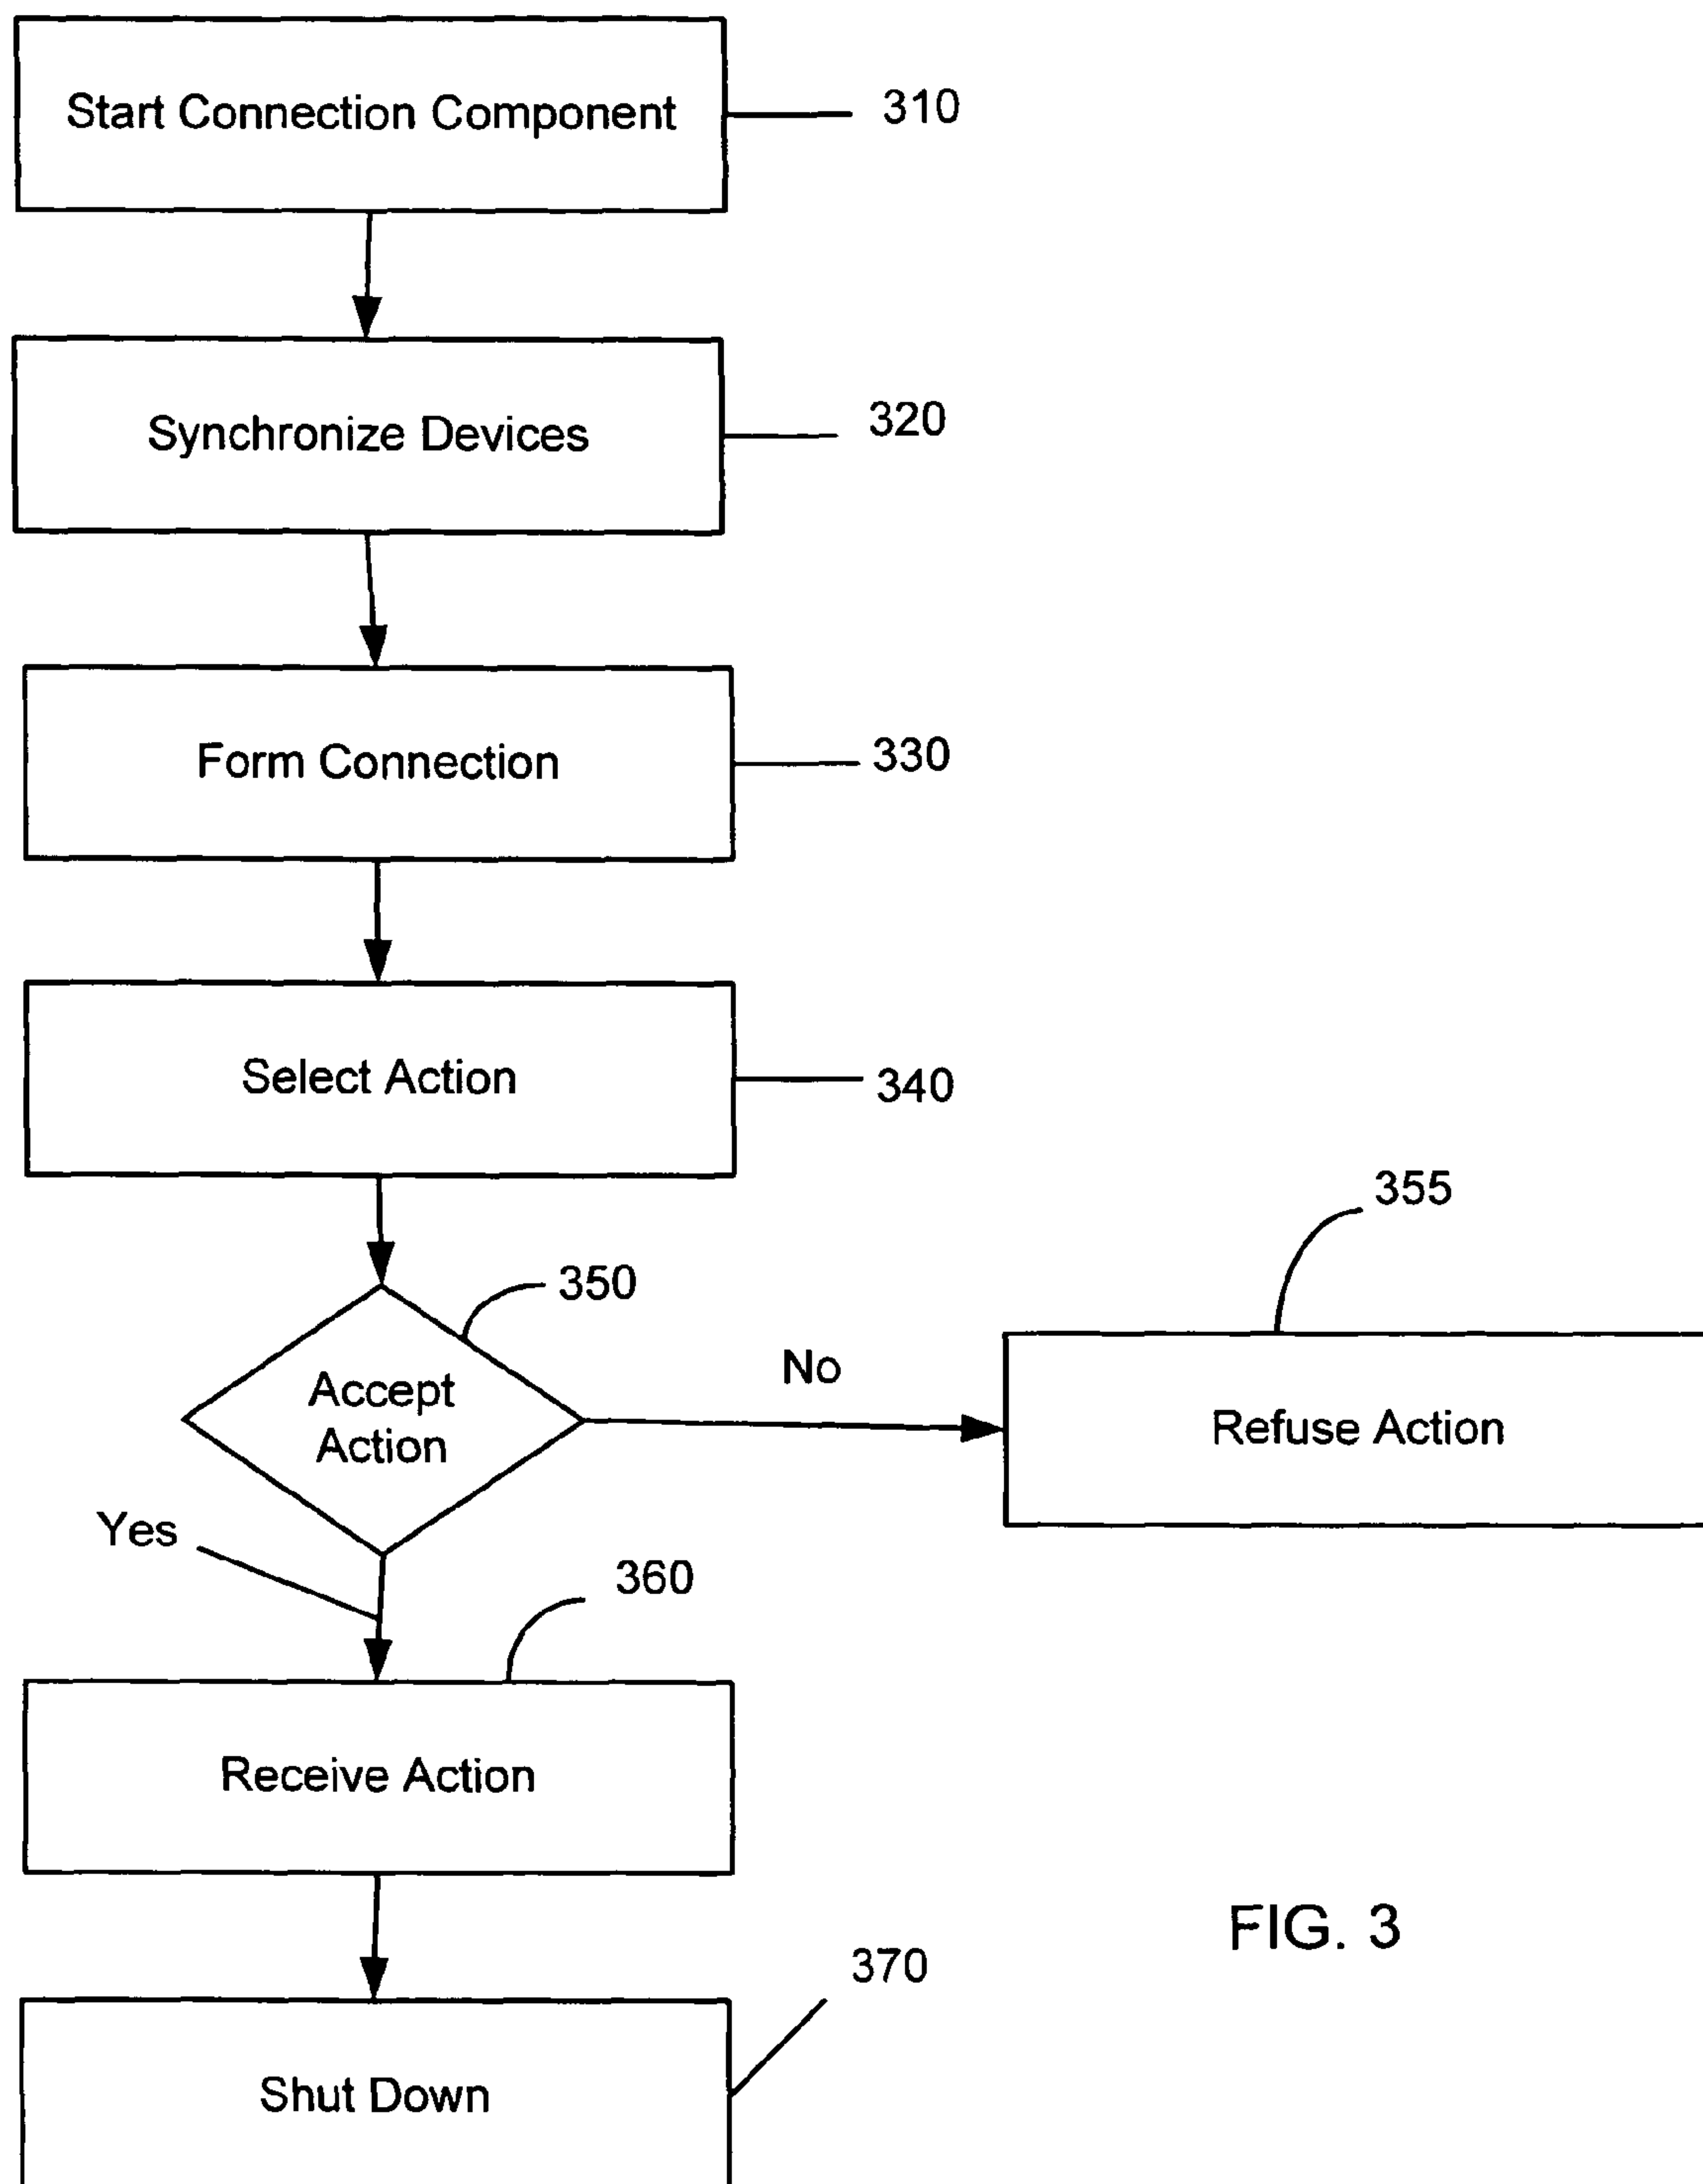 Start Connection Component
310
Synchronize Devices
320
Form Connection
330
Select Action
340
355
350
Accept
Action
No
Refuse Action
Yes
360
Receive Action
FIG. 3
370
Shut Down